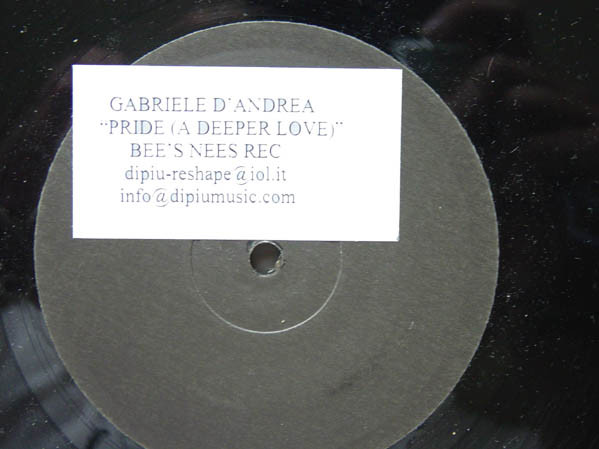 GABRIELE D'ANDREA
“PRIDE (A DEEPER LOVE)”
BEE'S NEES REC
dipiu-reshape@iol.it
info@dipiumusic.com